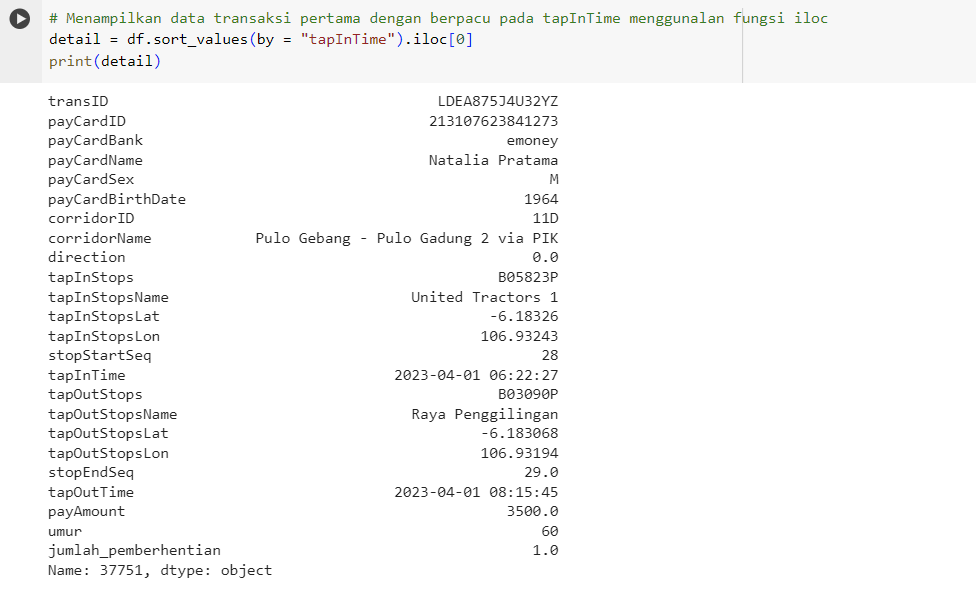 # Menampilkan data transaksi pertama dengan berpacu pada tapInTime menggunalan fungsi iloc
detail = df.sort_values(by = "tapInTime").iloc[0]
print(detail)
transID LDEA875J4U32YZ
payCardID 213107623841273
payCardBank emoney
payCardName Natalia Pratama
payCardSex M
payCardBirthDate 1964
corridorID 11D
corridorName Pulo Gebang - Pulo Gadung 2 via PIK
direction 0.0
tapInStops B05823P
tapInStopsName United Tractors 1
tapInStopsLat -6.18326
tapInStopsLon 106.93243
stopStartSeq 28
tapInTime 2023-04-01 06:22:27
tapOutStops B03090P
tapOutStopsName Raya Penggilingan
tapOutStopsLat -6.183068
tapOutStopsLon 106.93194
stopEndSeq 29.0
tapOutTime 2023-04-01 08:15:45
payAmount 3500.0
umur 60
jumlah_pemberhentian 1.0
Name: 37751, dtype: object